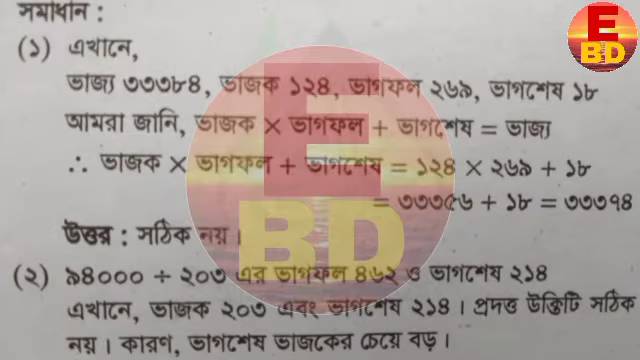 সমাধান :
E
BD
(১) এখানে,
ভাজ্য ৩৩৩৮৪, ভাজক ১২৪, ভাগফল ২৬৯, ভাগশেষ ১৮
আমরা জানি, ভাজক × ভাগফল + ভাগশেষ = ভাজ্য
∴ ভাজক × ভাগফল + ভাগশেষ = ১২৪ × ২৬৯ + ১৮
= ৩৩৩৫৬ + ১৮ = ৩৩৩৭৪
উত্তর : সঠিক নয়।
E
BD
(২) ৯৪০০০ ÷ ২০৩ এর ভাগফল ৪৬২ ও ভাগশেষ ২১৪
এখানে, ভাজক ২০৩ এবং ভাগশেষ ২১৪। প্রদত্ত উক্তিটি সঠিক
নয়। কারণ, ভাগশেষ ভাজকের চেয়ে বড়।